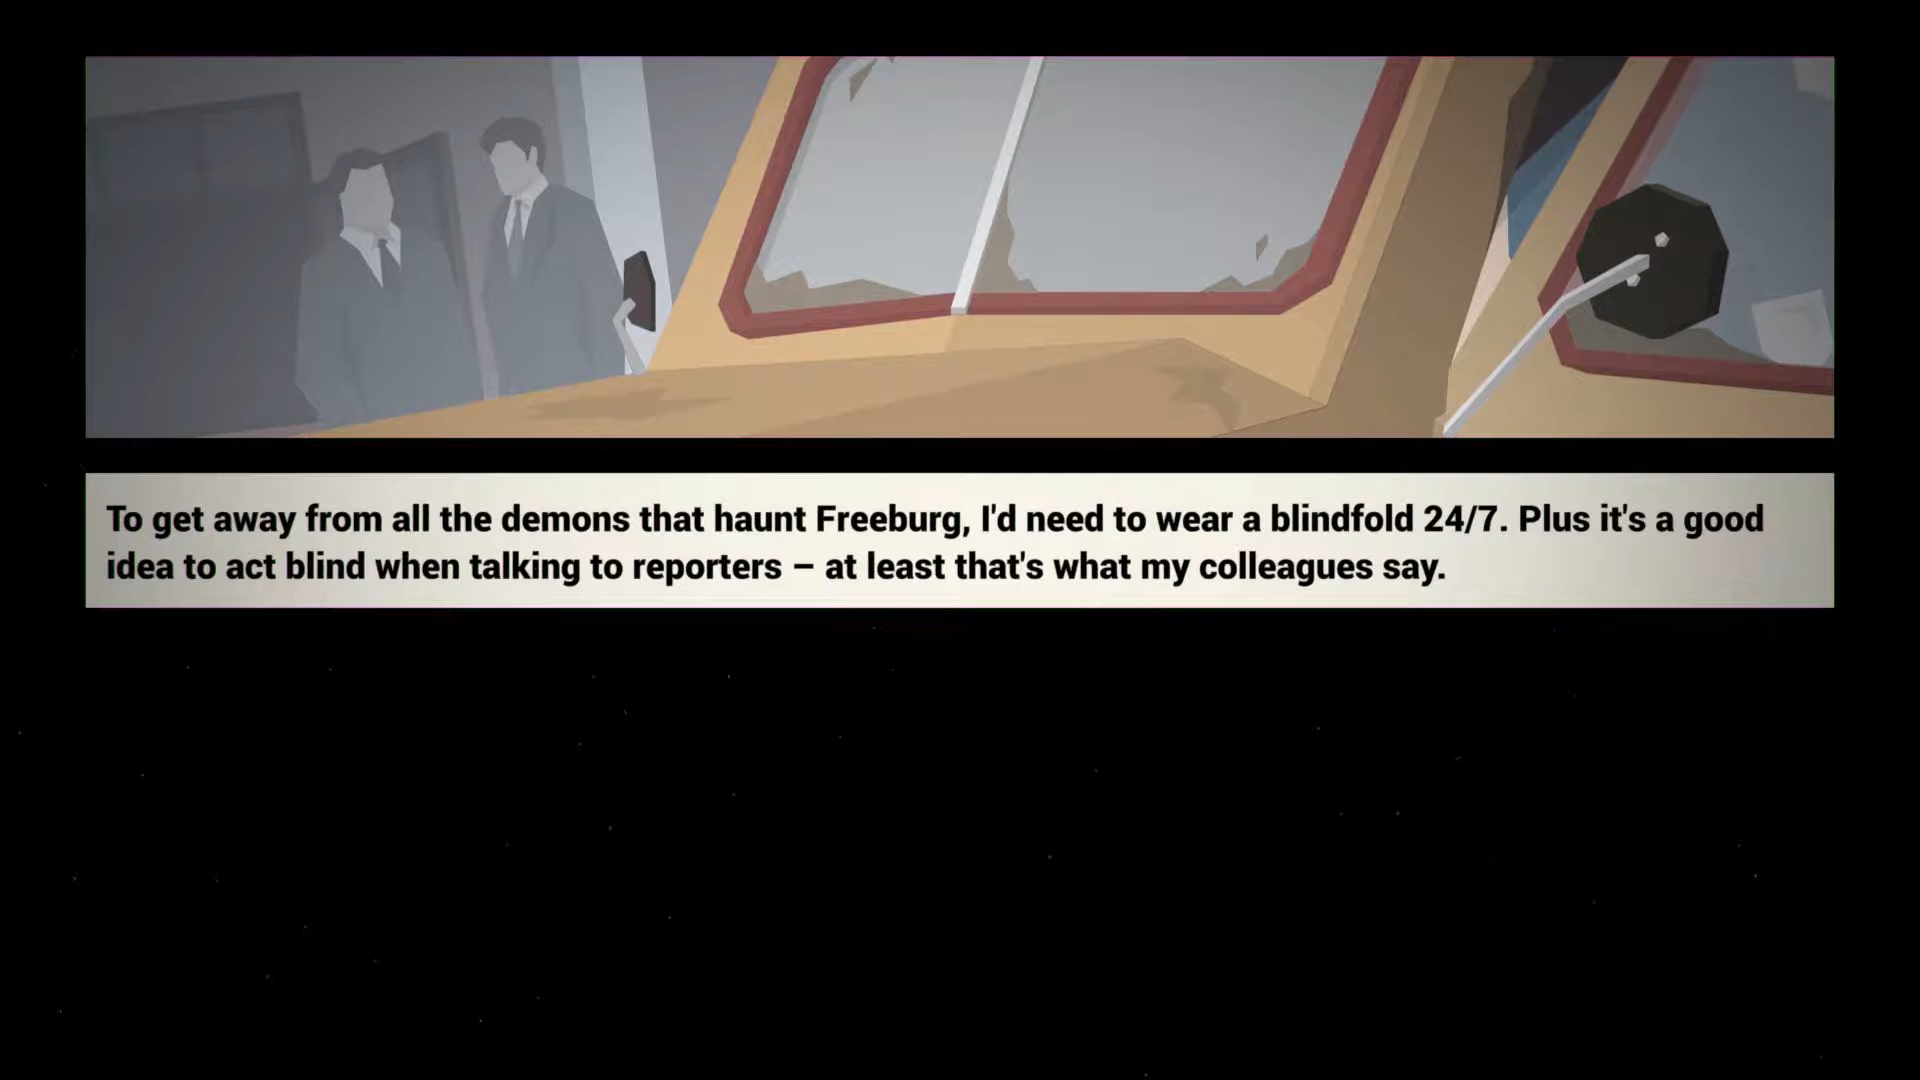 To get away from all the demons that haunt Freeburg, I'd need to wear a blindfold 24/7. Plus it's a good
idea to act blind when talking to reporters – at least that's what my colleagues say.